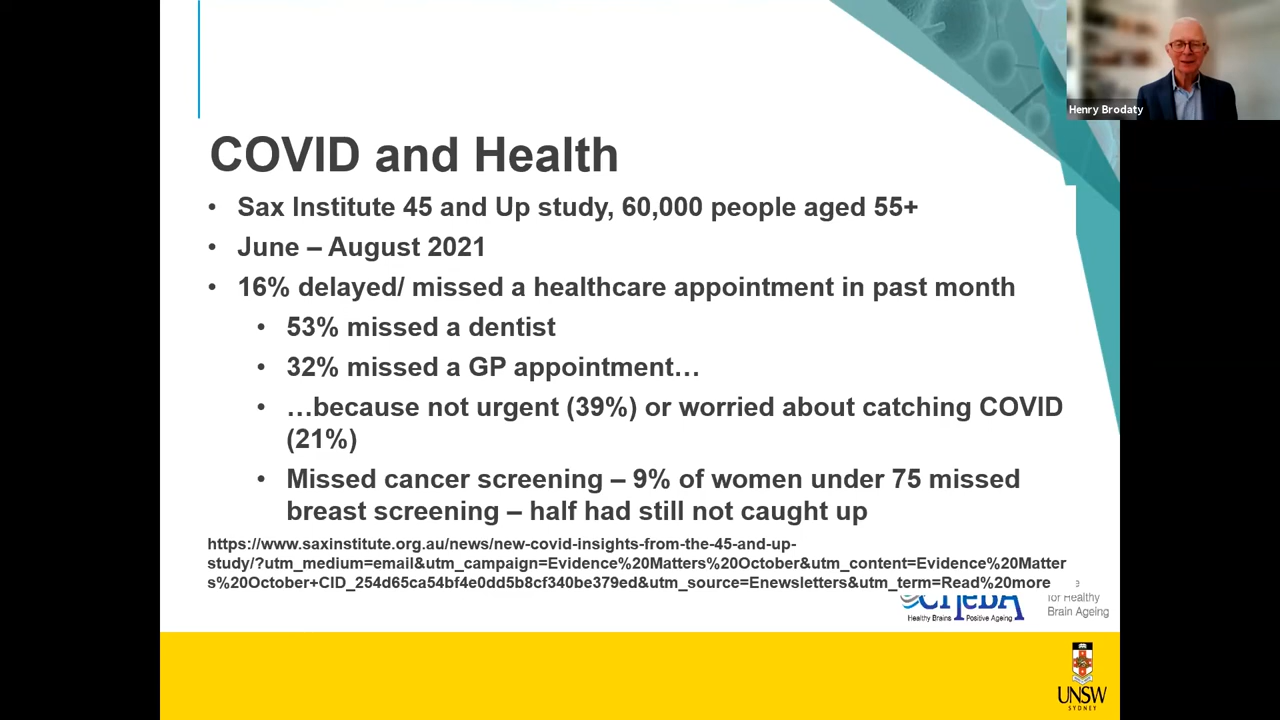 Henry Brodaty
COVID and Health
• Sax Institute 45 and Up study, 60,000 people aged 55+
• June – August 2021
• 16% delayed/ missed a healthcare appointment in past month
• 53% missed a dentist
• 32% missed a GP appointment…
• …because not urgent (39%) or worried about catching COVID
(21%)
• Missed cancer screening – 9% of women under 75 missed
breast screening – half had still not caught up
https://www.saxinstitute.org.au/news/new-covid-insights-from-the-45-and-up-
study/?utm_medium=email&utm_campaign=Evidence%20Matters%20October&utm_content=Evidence%20Matter
s%20October+CID_254d65ca54bf4e0dd5b8cf340be379ed&utm_source=Enewsletters&utm_term=Read%20more
CHeBA
Healthy Brains Positive Ageing
for Healthy
Brain Ageing
UNSW
SYDNEY